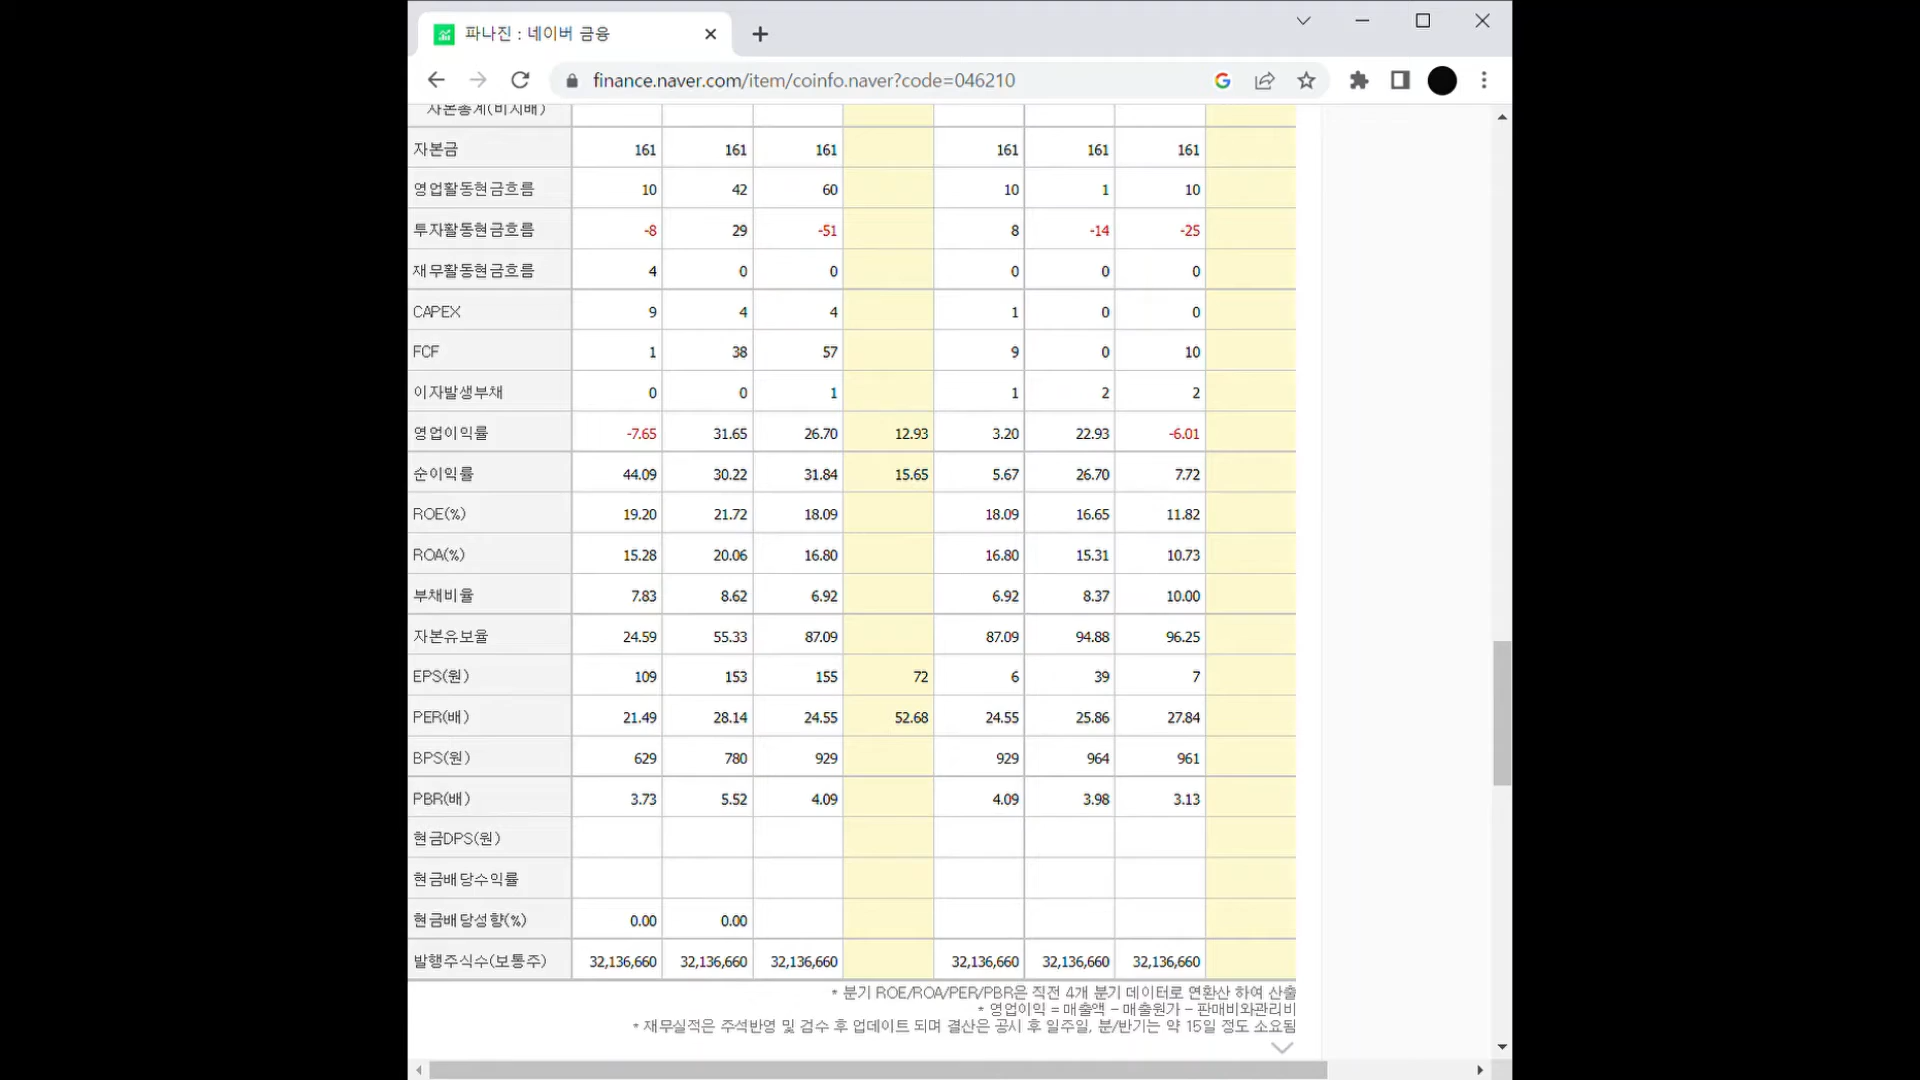 파나진 : 네이버 금융
finance.naver.com/item/coinfo.naver?code=046210
자본총계(비지배)
자본금 161 161 161 161 161 161
영업활동현금흐름 10 42 60 10 1 10
투자활동현금흐름 -8 29 -51 8 -14 -25
재무활동현금흐름 4 0 0 0 0 0
CAPEX 9 4 4 1 0 0
FCF 1 38 57 9 0 10
이자발생부채 0 0 1 1 2 2
영업이익률 -7.65 31.65 26.70 12.93 3.20 22.93 -6.01
순이익률 44.09 30.22 31.84 15.65 5.67 26.70 7.72
ROE(%) 19.20 21.72 18.09 18.09 16.65 11.82
ROA(%) 15.28 20.06 16.80 16.80 15.31 10.73
부채비율 7.83 8.62 6.92 6.92 8.37 10.00
자본유보율 24.59 55.33 87.09 87.09 94.88 96.25
EPS(원) 109 153 155 72 6 39 7
PER(배) 21.49 28.14 24.55 52.68 24.55 25.86 27.84
BPS(원) 629 780 929 929 964 961
PBR(배) 3.73 5.52 4.09 4.09 3.98 3.13
현금DPS(원)
현금배당수익률
현금배당성향(%) 0.00 0.00
발행주식수(보통주) 32,136,660 32,136,660 32,136,660 32,136,660 32,136,660 32,136,660
* 분기 ROE/ROA/PER/PBR은 직전 4개 분기 데이터로 연환산 하여 산출
* 영업이익 = 매출액 - 매출원가 - 판매비와관리비
* 재무실적은 주석반영 및 검수 후 업데이트 되며 결산은 공시 후 일주일, 분/반기는 약 15일 정도 소요됨